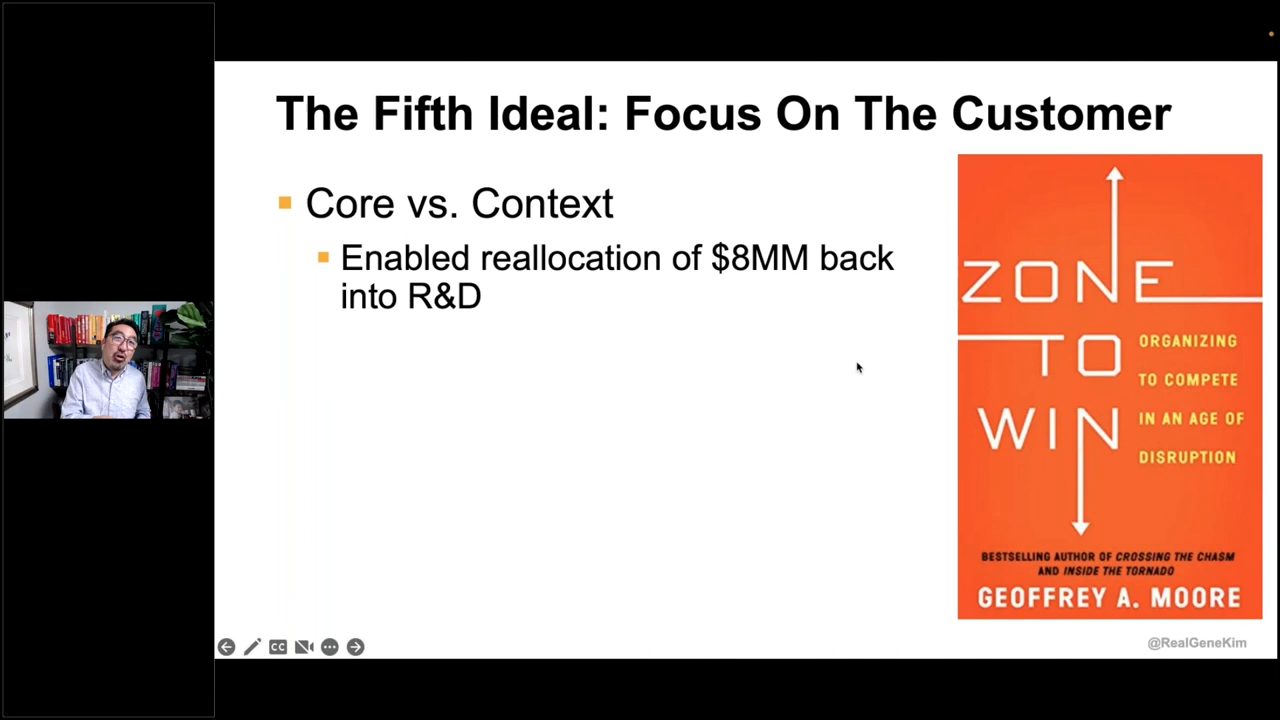 The Fifth Ideal: Focus On The Customer
Core vs. Context
Enabled reallocation of $8MM back
into R&D
ZONE
TO
WIN
ORGANIZING
TO COMPETE
IN AN AGE OF
DISRUPTION
BESTSELLING AUTHOR OF CROSSING THE CHASM
AND INSIDE THE TORNADO
GEOFFREY A. MOORE
CC
@RealGeneKim